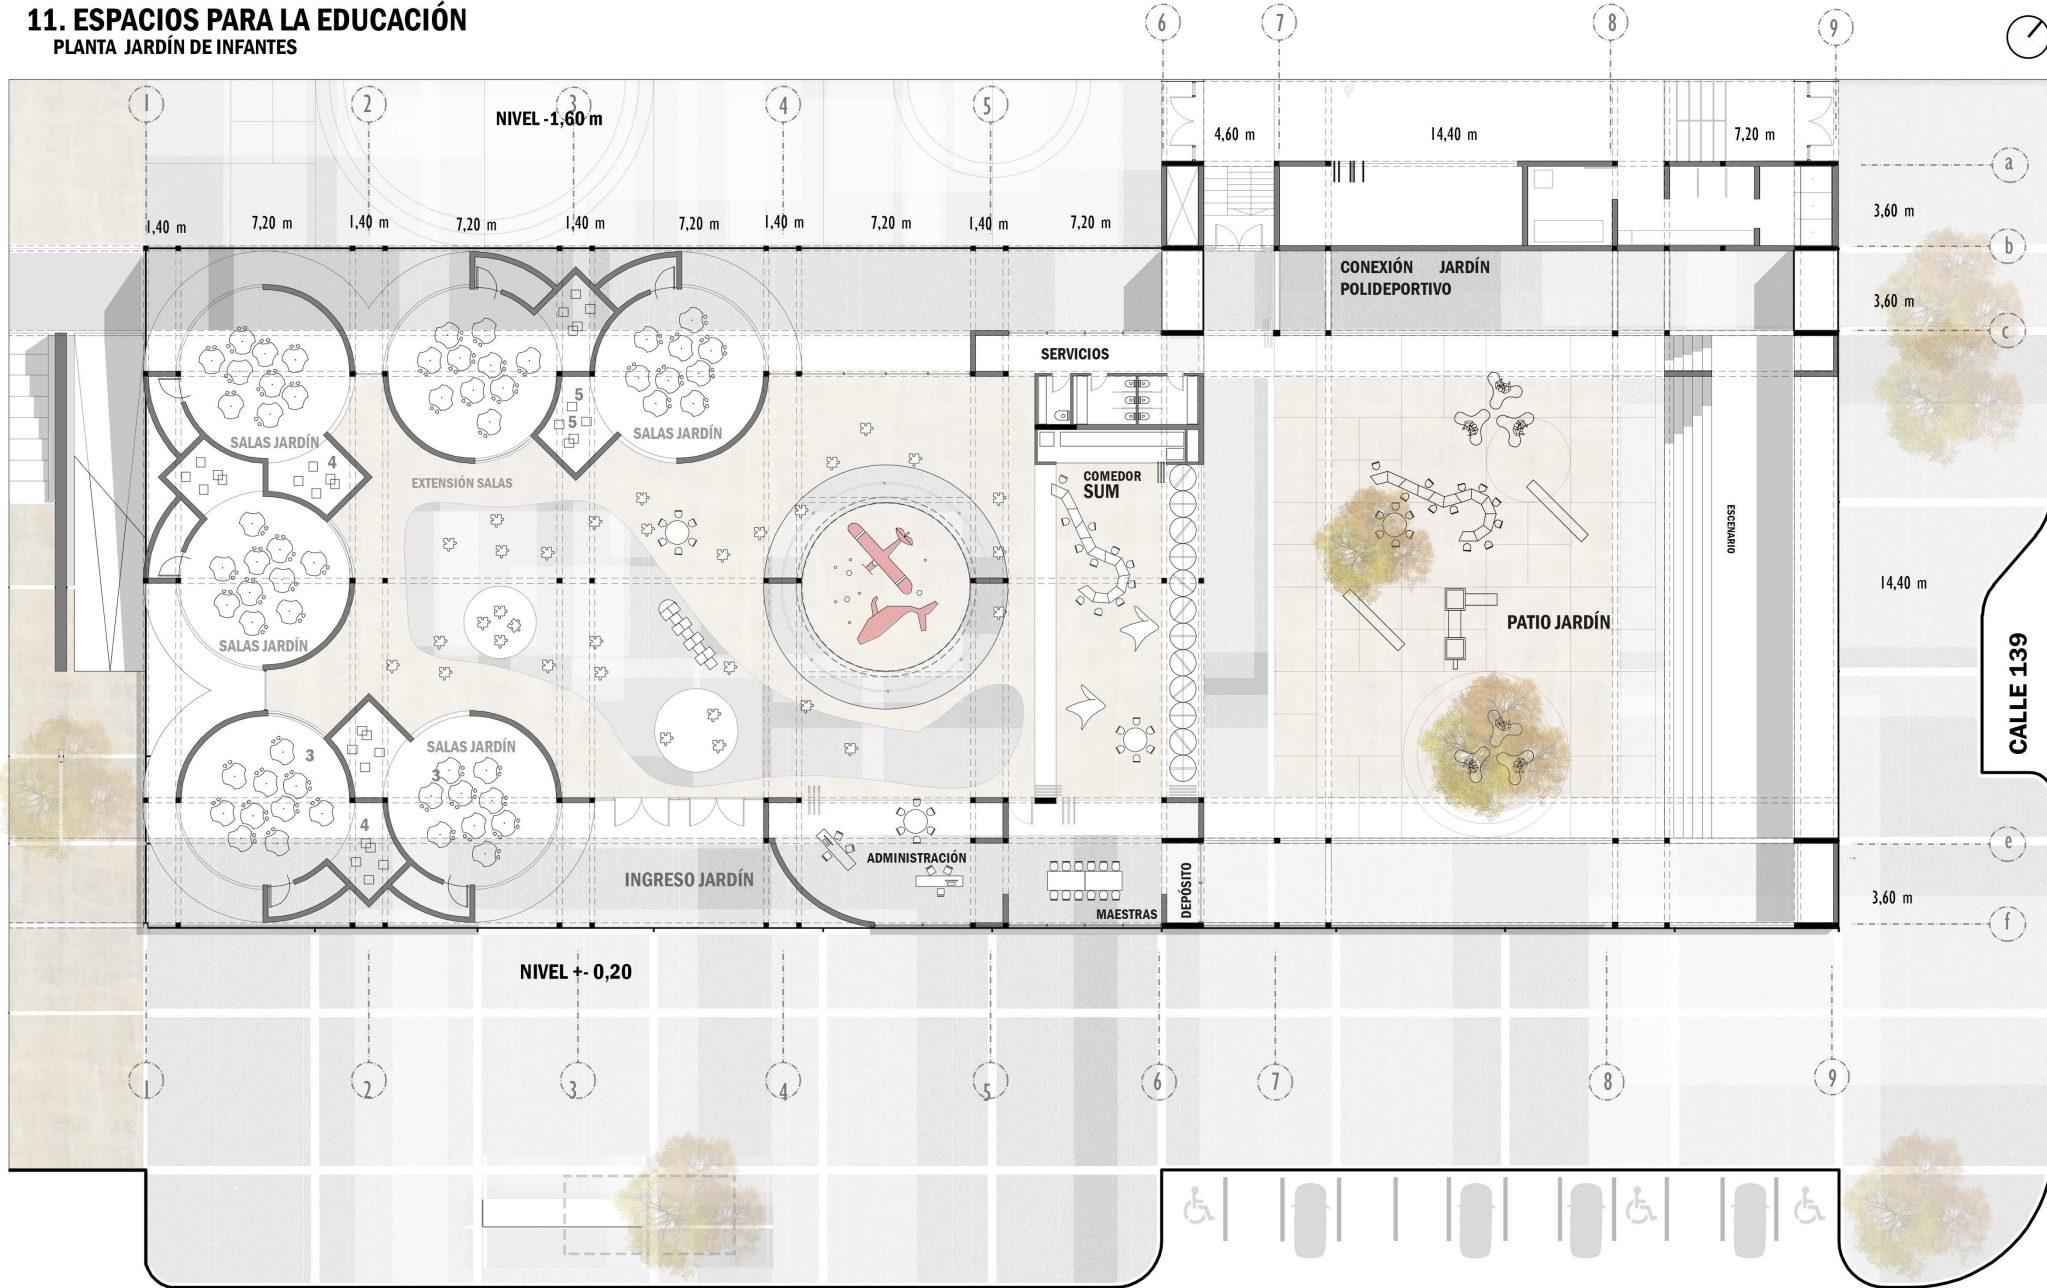 11. ESPACIOS PARA LA EDUCACIÓN
PLANTA JARDÍN DE INFANTES
6 7 8 9
1 2 3 4 5
NIVEL -1,60 m
4,60 m 14,40 m 7,20 m
a
1,40 m 7,20 m 1,40 m 7,20 m 1,40 m 7,20 m 1,40 m 7,20 m 1,40 m 7,20 m
3,60 m
b
CONEXIÓN JARDÍN
POLIDEPORTIVO
3,60 m
c
SERVICIOS
5
5
SALAS JARDÍN
SALAS JARDÍN
4
EXTENSIÓN SALAS
COMEDOR
SUM
ESCENARIO
14,40 m
PATIO JARDÍN
SALAS JARDÍN
CALLE 139
SALAS JARDÍN
3
3
4
e
ADMINISTRACIÓN
INGRESO JARDÍN
DEPÓSITO
MAESTRAS
3,60 m
f
NIVEL +- 0,20
1 2 3 4 5 6 7 8 9